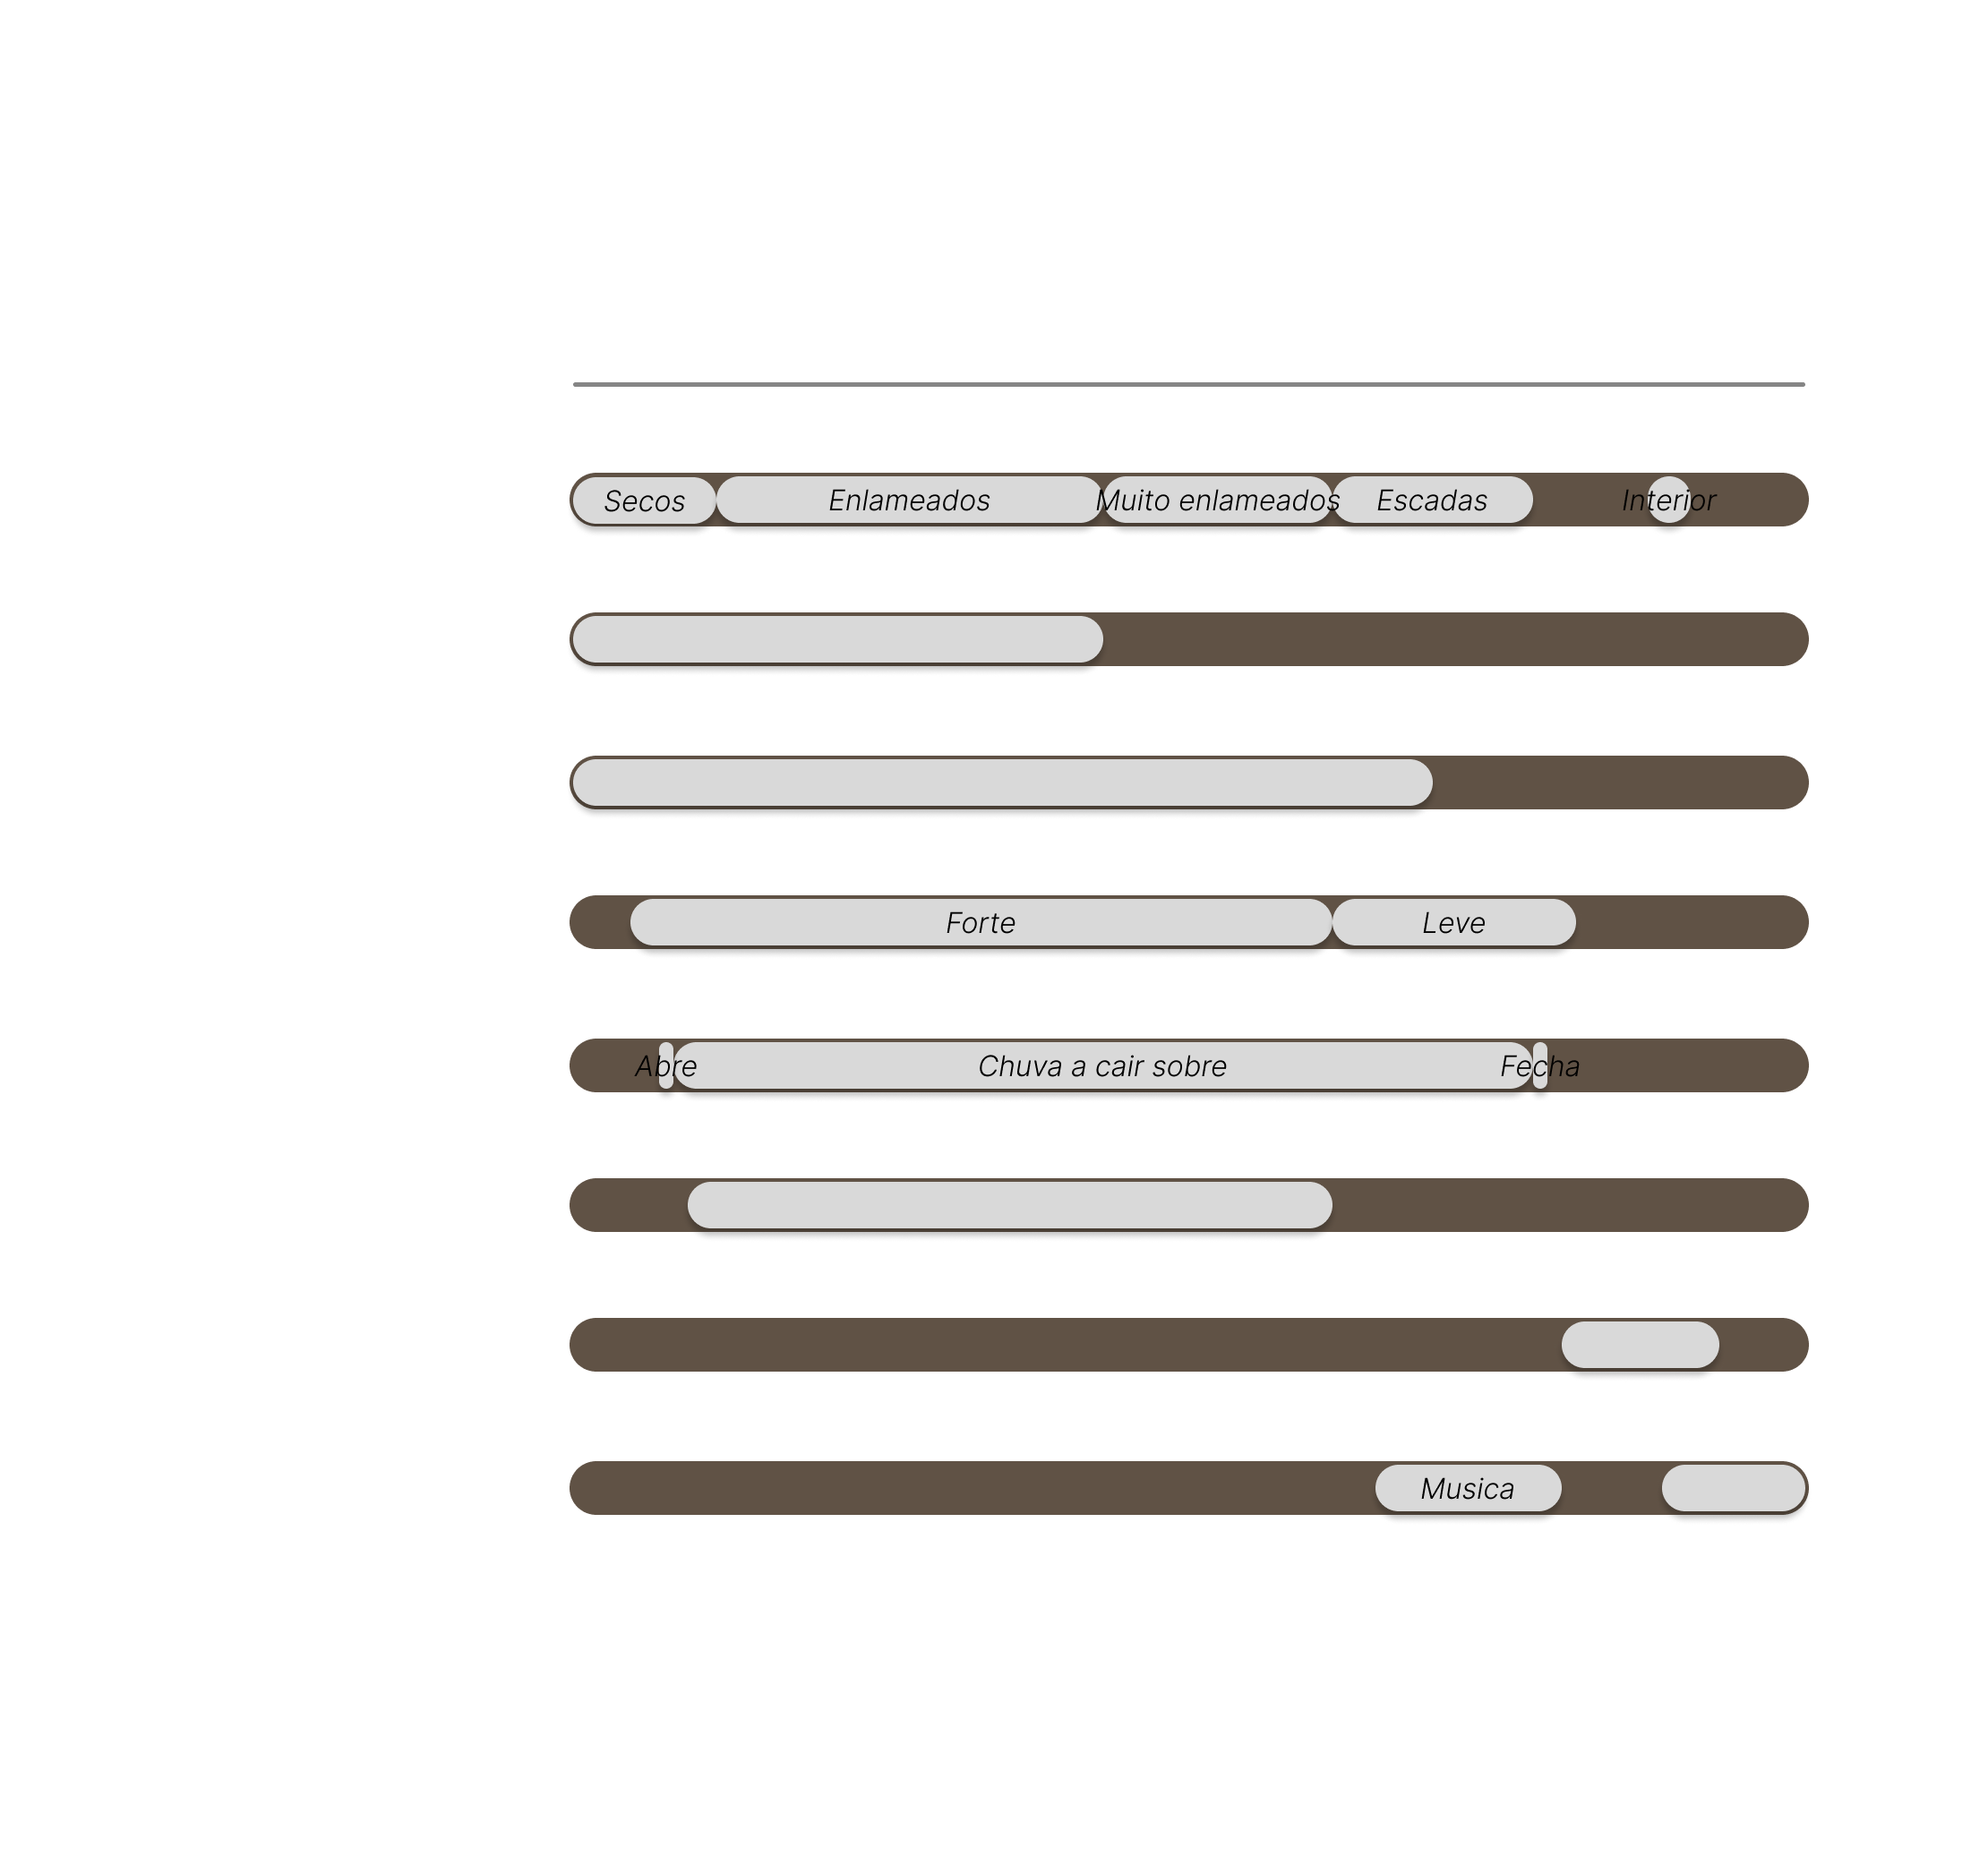 Secos Enlameados Muito enlameados Escadas Interior
Forte Leve
Abre Chuva a cair sobre Fecha
Musica